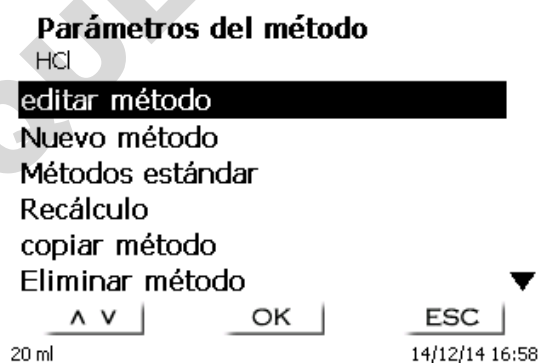 Parámetros del método
HCl
editar método
Nuevo método
Métodos estándar
Recálculo
copiar método
Eliminar método
OK ESC
20 ml 14/12/14 16:58